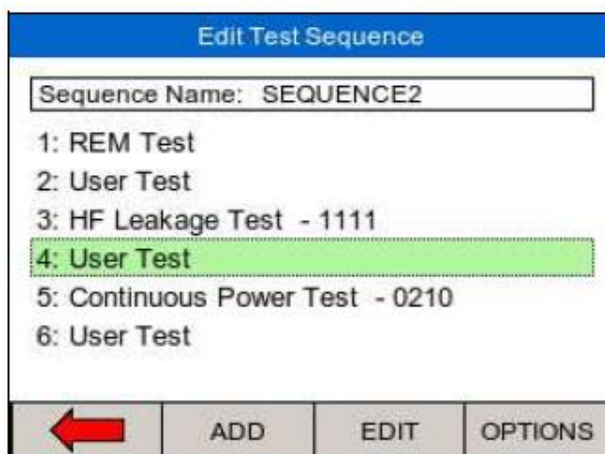 Edit Test Sequence
Sequence Name: SEQUENCE2
1: REM Test
2: User Test
3: HF Leakage Test - 1111
4: User Test
5: Continuous Power Test - 0210
6: User Test
ADD EDIT OPTIONS